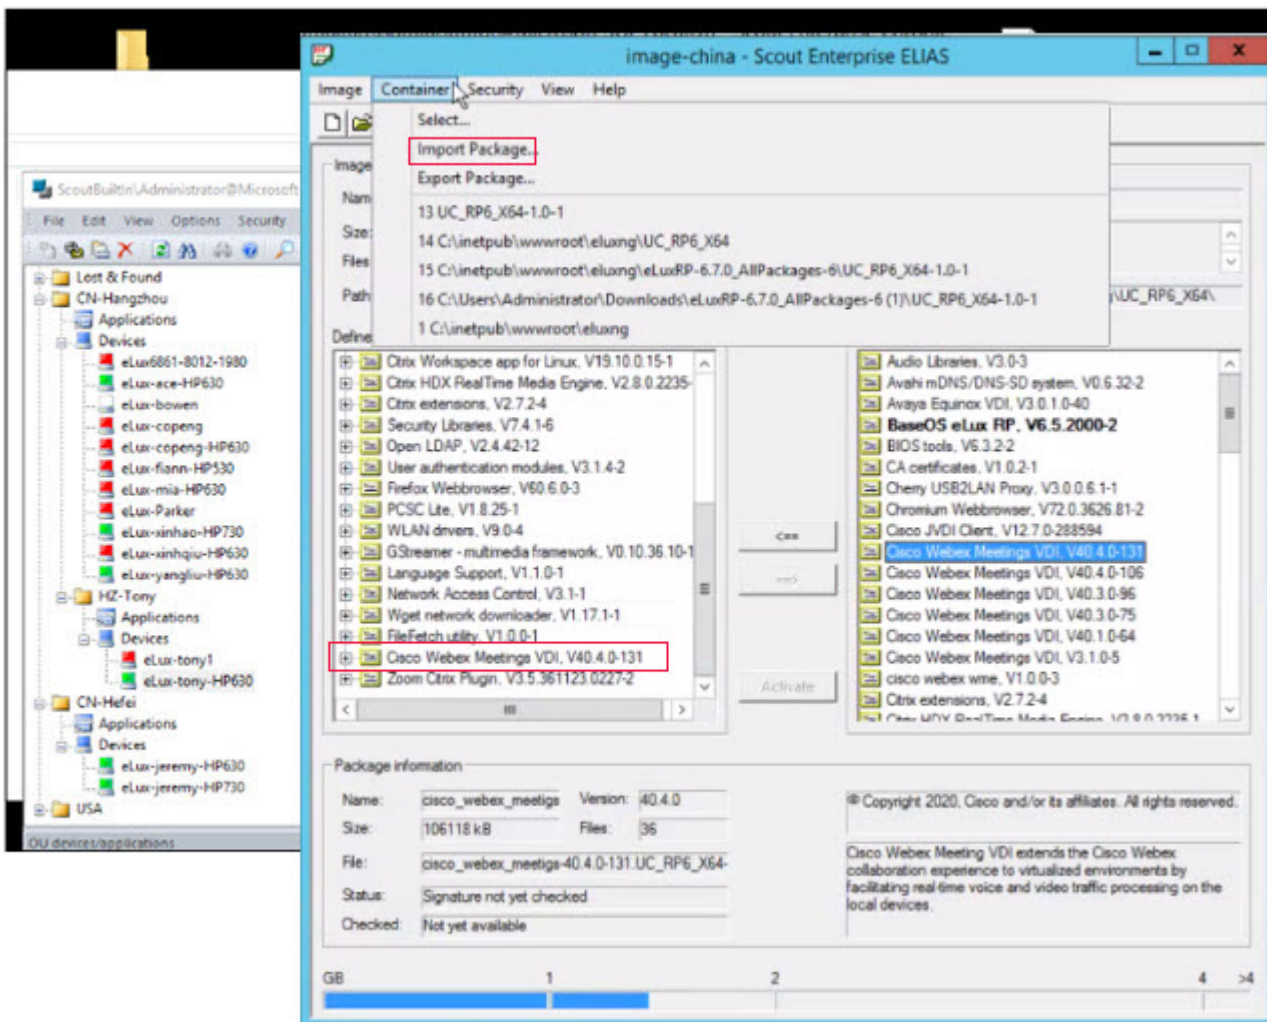 image-china - Scout Enterprise ELIAS
Image Container Security View Help
Select...
Import Package...
Export Package...
13 UC_RP6_X64-1.0-1
14 C:\inetpub\wwwroot\eluxng\UC_RP6_X64
15 C:\inetpub\wwwroot\eluxng\eLuxRP-6.7.0_AllPackages-6\UC_RP6_X64-1.0-1
16 C:\Users\Administrator\Downloads\eLuxRP-6.7.0_AllPackages-6 (1)\UC_RP6_X64-1.0-1
1 C:\inetpub\wwwroot\eluxng
Image
Nam
Size:
Files
Path
\UC_RP6_X64\
Define
ScoutBuiltIn\Administrator@Microsoft
File Edit View Options Security
Lost & Found
CN-Hangzhou
Applications
Devices
eLux6861-8012-1980
eLux-ace-HP630
eLux-bowen
eLux-copeng
eLux-copeng-HP630
eLux-fiann-HP530
eLux-mia-HP630
eLux-Parker
eLux-xinhao-HP730
eLux-xinhqiu-HP630
eLux-yangliu-HP630
HZ-Tony
Applications
Devices
eLux-tony1
eLux-tony-HP630
CN-Hefei
Applications
Devices
eLux-jeremy-HP630
eLux-jeremy-HP730
USA
OU devices/applications
Citrix Workspace app for Linux, V19.10.0.15-1
Citrix HDX RealTime Media Engine, V2.8.0.2235-
Citrix extensions, V2.7.2-4
Security Libraries, V7.4.1-6
Open LDAP, V2.4.42-12
User authentication modules, V3.1.4-2
Firefox Webbrowser, V60.6.0-3
PCSC Lite, V1.8.25-1
WLAN drivers, V9.0-4
GStreamer - multimedia framework, V0.10.36.10-1
Language Support, V1.1.0-1
Network Access Control, V3.1-1
Wget network downloader, V1.17.1-1
FileFetch utility, V1.0.0-1
Cisco Webex Meetings VDI, V40.4.0-131
Zoom Citrix Plugin, V3.5.361123.0227-2
<==
==>
Activate
Audio Libraries, V3.0-3
Avahi mDNS/DNS-SD system, V0.6.32-2
Avaya Equinox VDI, V3.0.1.0-40
BaseOS eLux RP, V6.5.2000-2
BIOS tools, V6.3.2-2
CA certificates, V1.0.2-1
Cherry USB2LAN Proxy, V3.0.0.6.1-1
Chromium Webbrowser, V72.0.3626.81-2
Cisco JVDI Client, V12.7.0-288594
Cisco Webex Meetings VDI, V40.4.0-131
Cisco Webex Meetings VDI, V40.4.0-106
Cisco Webex Meetings VDI, V40.3.0-96
Cisco Webex Meetings VDI, V40.3.0-75
Cisco Webex Meetings VDI, V40.1.0-64
Cisco Webex Meetings VDI, V3.1.0-5
cisco webex wme, V1.0.0-3
Citrix extensions, V2.7.2-4
Citrix HDX RealTime Media Engine, V2.8.0.2235-1
Package information
Name: cisco_webex_meetigs Version: 40.4.0
Size: 106118 kB Files: 36
File: cisco_webex_meetigs-40.4.0-131.UC_RP6_X64-
Status: Signature not yet checked
Checked: Not yet available
© Copyright 2020, Cisco and/or its affiliates. All rights reserved.
Cisco Webex Meeting VDI extends the Cisco Webex
collaboration experience to virtualized environments by
facilitating real-time voice and video traffic processing on the
local devices.
GB 1 2 4 >4